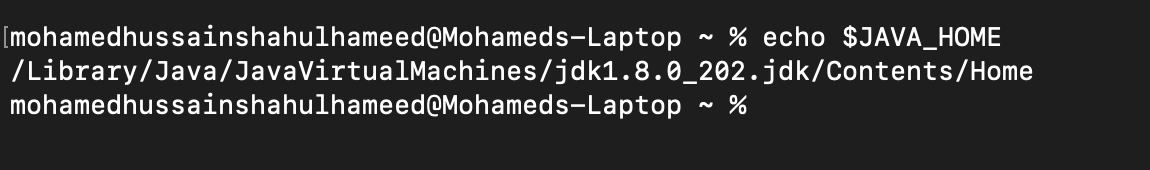 [mohamedhussainshahulhameed@Mohameds-Laptop ~ % echo $JAVA_HOME
/Library/Java/JavaVirtualMachines/jdk1.8.0_202.jdk/Contents/Home
mohamedhussainshahulhameed@Mohameds-Laptop ~ %